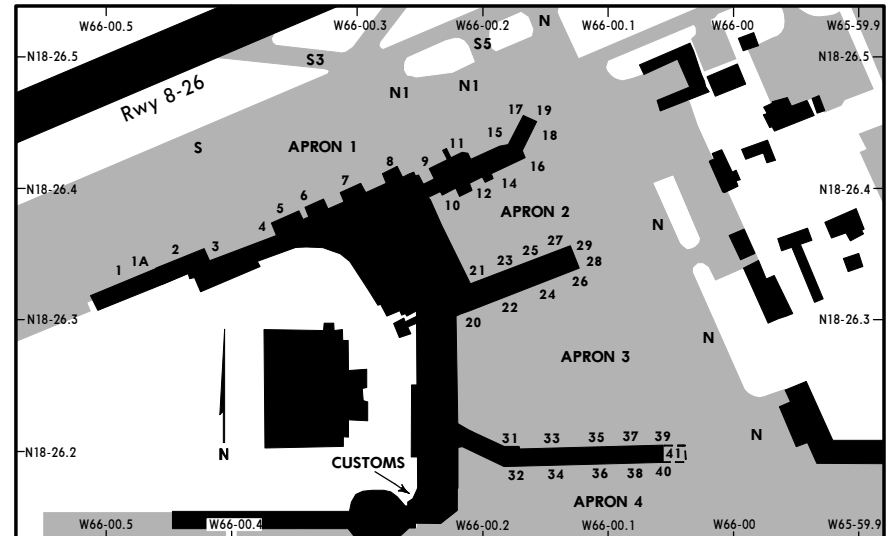 W66-00.5 W66-00.3 W66-00.2 N W66-00.1 W66-00 W65-59.9
S5
N18-26.5 S3 N18-26.5
N1 N1
Rwy 8-26
17 19
15 18
S APRON 1 11
16
8 9
14
7 12
N18-26.4 10 N18-26.4
6
5 APRON 2
4 N
27
25 29
2 3 23 28
1A 21
1 26
24
22
20
N18-26.3 N18-26.3
N
APRON 3
31 33 35 37 39
N
N18-26.2 N 41 N18-26.2
CUSTOMS 32 34 36 38 40
APRON 4
W66-00.5 W66-00.4 W66-00.2 W66-00.1 W66-00 W65-59.9